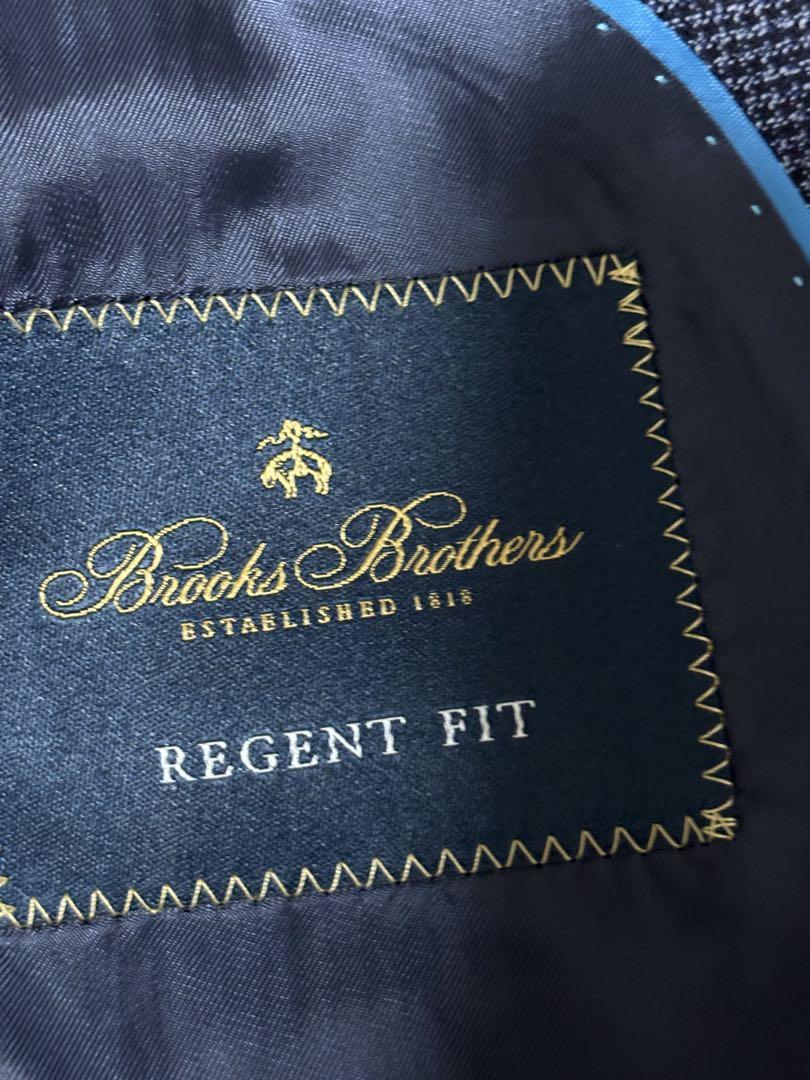 Brooks Brothers
ESTABLISHED 1818
REGENT FIT